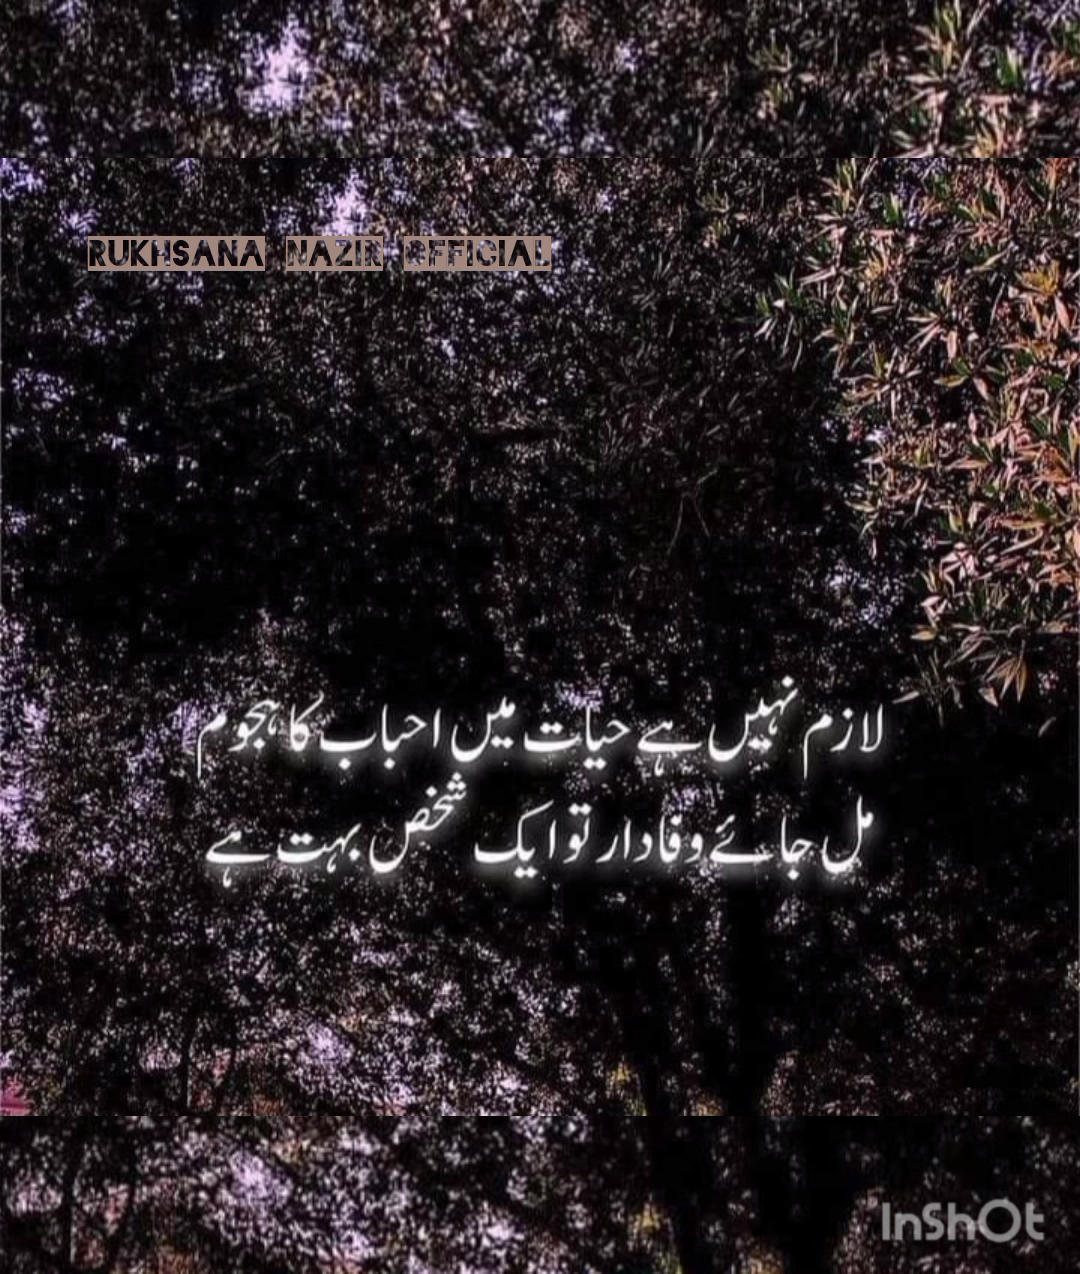 RUKHSANA NAZIR OFFICIAL
لازم نہیں ہے حیات میں احباب کا ہجوم
مل جائے وفادار تو ایک شخص بہت ہے
InShOt